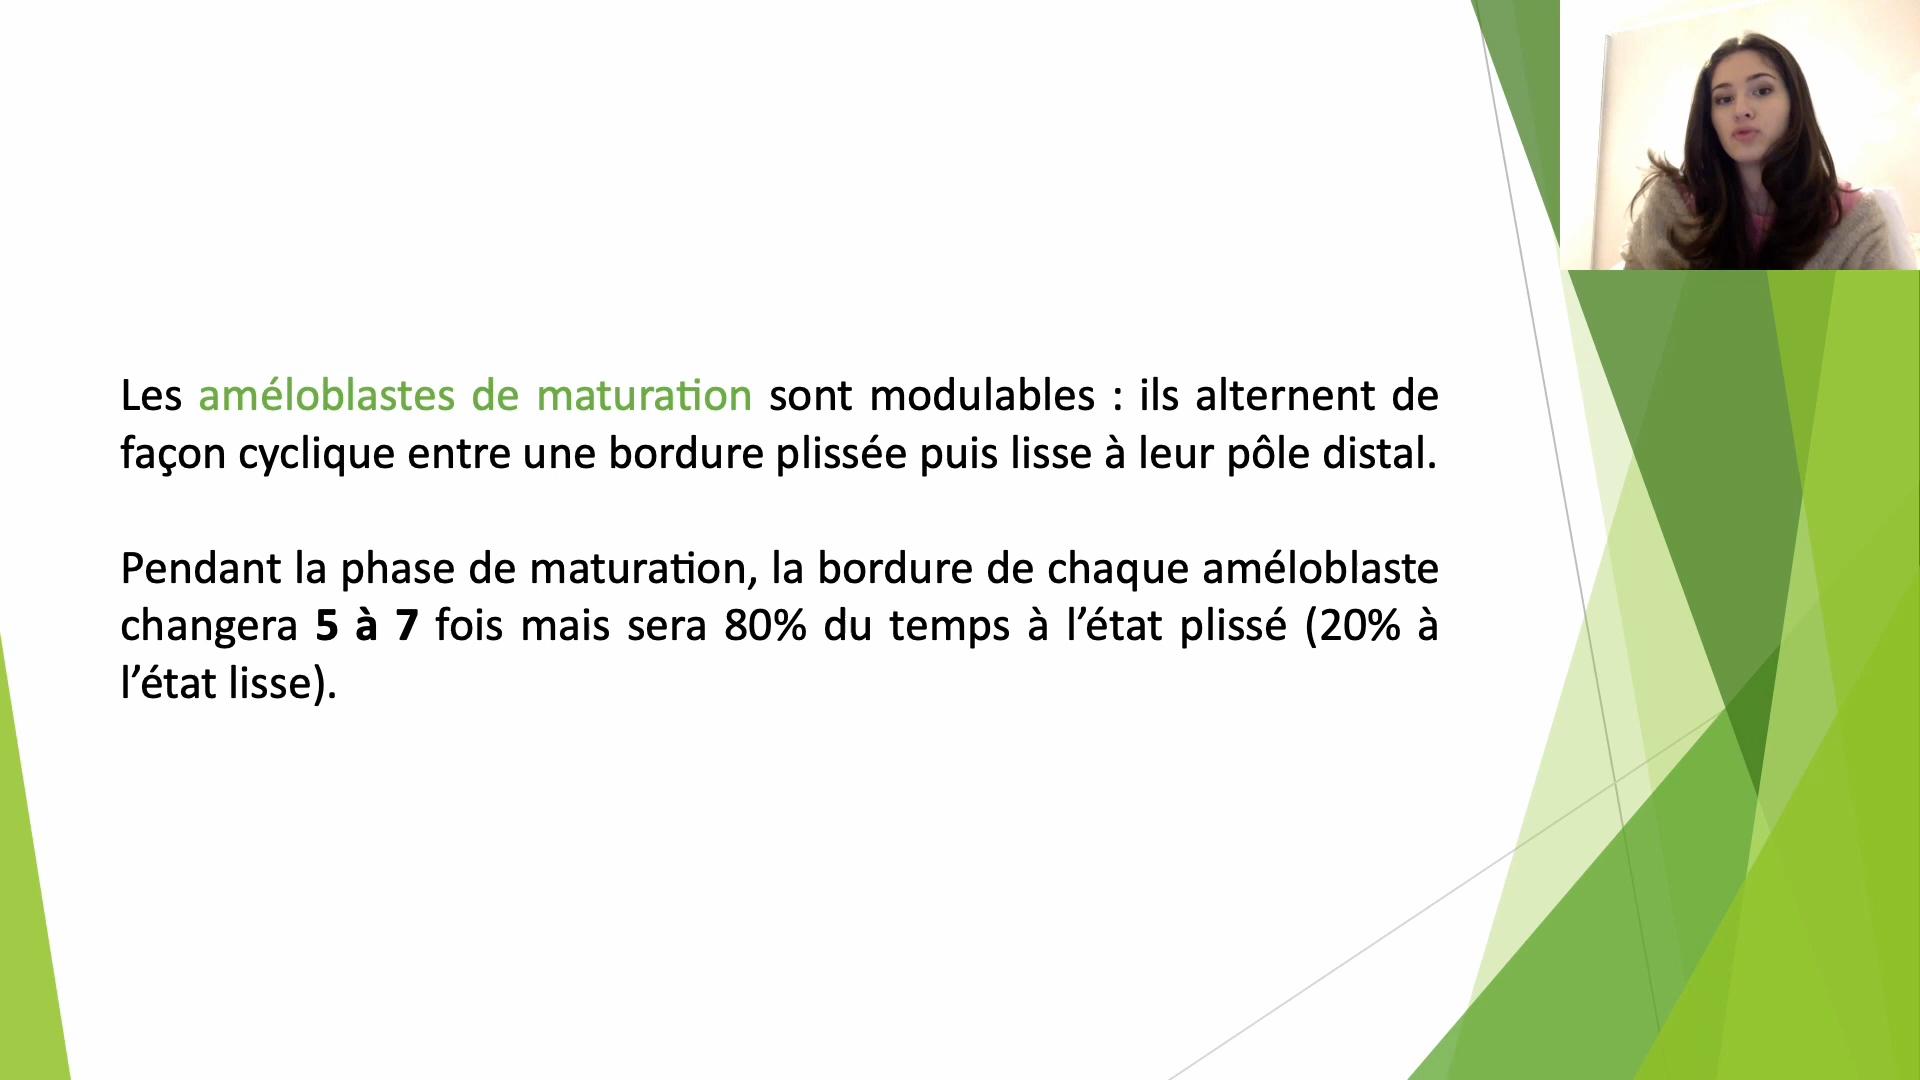 Les améloblastes de maturation sont modulables : ils alternent de
façon cyclique entre une bordure plissée puis lisse à leur pôle distal.
Pendant la phase de maturation, la bordure de chaque améloblaste
changera 5 à 7 fois mais sera 80% du temps à l’état plissé (20% à
l’état lisse).